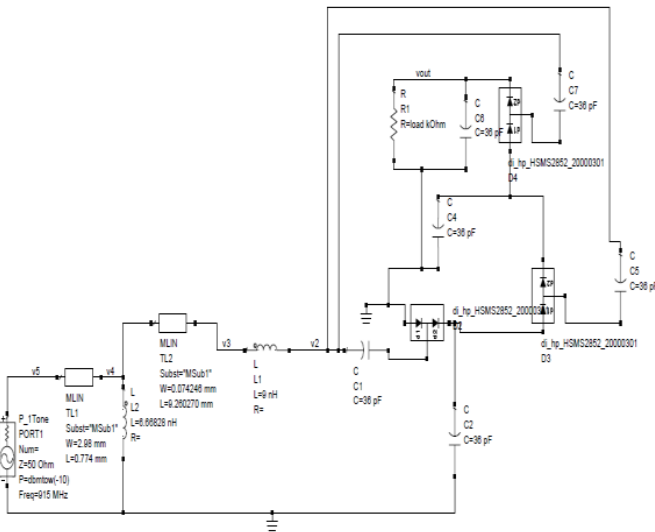 C
C7
C=36 pF
vout
R
R1
R=load kOhm
C
C6
C=36 pF
di_hp_HSMS2852_20000301
D4
C
C4
C=36 pF
C
C5
C=36 pF
di_hp_HSMS2852_20000301
D3
MLIN
TL2
Subst="MSub1"
W=0.074246 mm
L=9.260270 mm
v3
L
L1
L=9 nH
R=
v2
C
C1
C=36 pF
C
C2
C=36 pF
v5
v4
MLIN
TL1
Subst="MSub1"
W=2.98 mm
L=0.774 mm
L
L2
L=6.66828 nH
R=
P_1Tone
PORT1
Num=
Z=50 Ohm
P=dbmtow(-10)
Freq=915 MHz